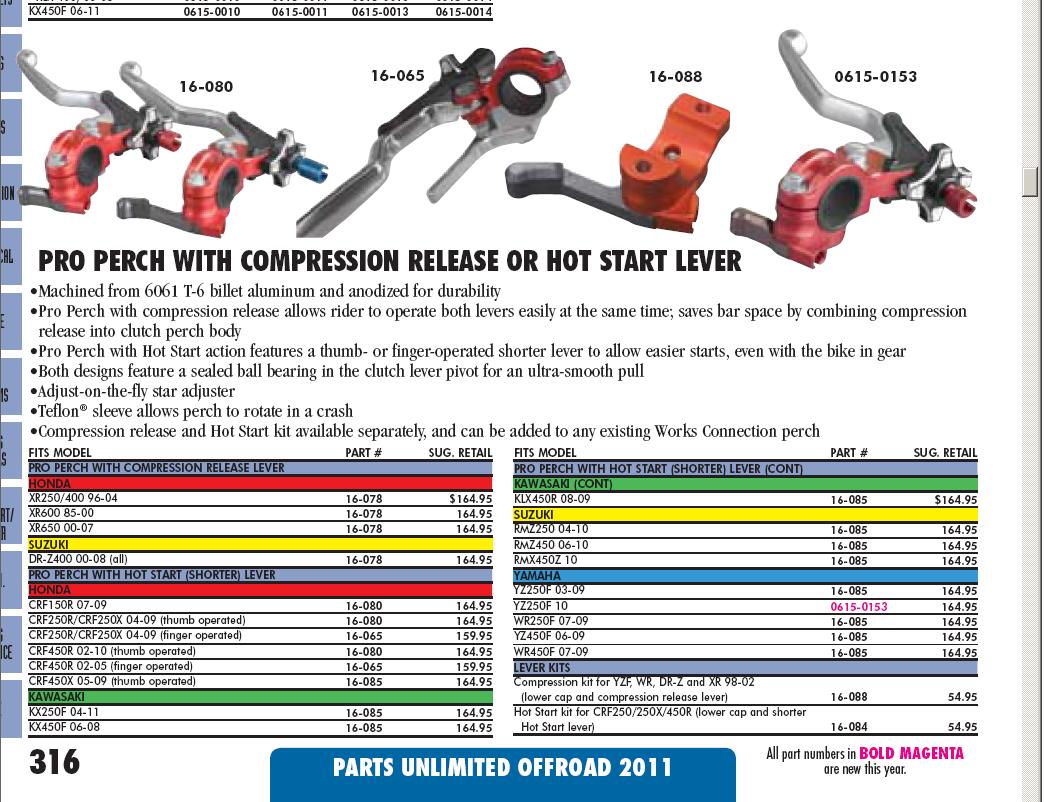 KX450F 06-11 0615-0010 0615-0011 0615-0013 0615-0014
16-080
16-065
16-088
0615-0153
PRO PERCH WITH COMPRESSION RELEASE OR HOT START LEVER
•Machined from 6061 T-6 billet aluminum and anodized for durability
•Pro Perch with compression release allows rider to operate both levers easily at the same time; saves bar space by combining compression
release into clutch perch body
•Pro Perch with Hot Start action features a thumb- or finger-operated shorter lever to allow easier starts, even with the bike in gear
•Both designs feature a sealed ball bearing in the clutch lever pivot for an ultra-smooth pull
•Adjust-on-the-fly star adjuster
•Teflon® sleeve allows perch to rotate in a crash
•Compression release and Hot Start kit available separately, and can be added to any existing Works Connection perch
FITS MODEL PART # SUG. RETAIL
PRO PERCH WITH COMPRESSION RELEASE LEVER
HONDA
XR250/400 96-04 16-078 $164.95
XR600 85-00 16-078 164.95
XR650 00-07 16-078 164.95
SUZUKI
DR-Z400 00-08 (all) 16-078 164.95
PRO PERCH WITH HOT START (SHORTER) LEVER
HONDA
CRF150R 07-09 16-080 164.95
CRF250R/CRF250X 04-09 (thumb operated) 16-080 164.95
CRF250R/CRF250X 04-09 (finger operated) 16-065 159.95
CRF450R 02-10 (thumb operated) 16-080 164.95
CRF450R 02-05 (finger operated) 16-065 159.95
CRF450X 05-09 (thumb operated) 16-085 164.95
KAWASAKI
KX250F 04-11 16-085 164.95
KX450F 06-08 16-085 164.95
FITS MODEL PART # SUG. RETAIL
PRO PERCH WITH HOT START (SHORTER) LEVER (CONT)
KAWASAKI (CONT)
KLX450R 08-09 16-085 $164.95
SUZUKI
RMZ250 04-10 16-085 164.95
RMZ450 06-10 16-085 164.95
RMX450Z 10 16-085 164.95
YAMAHA
YZ250F 03-09 16-085 164.95
YZ250F 10 0615-0153 164.95
WR250F 07-09 16-085 164.95
YZ450F 06-09 16-085 164.95
WR450F 07-09 16-085 164.95
LEVER KITS
Compression kit for YZF, WR, DR-Z and XR 98-02
(lower cap and compression release lever) 16-088 54.95
Hot Start kit for CRF250/250X/450R (lower cap and shorter
Hot Start lever) 16-084 54.95
316
PARTS UNLIMITED OFFROAD 2011
All part numbers in BOLD MAGENTA
are new this year.